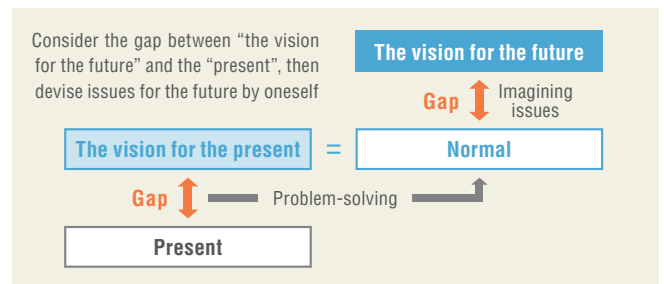 Consider the gap between “the vision
for the future” and the “present”, then
devise issues for the future by oneself
The vision for the future
Gap
Imagining
issues
The vision for the present
=
Normal
Gap
Problem-solving
Present